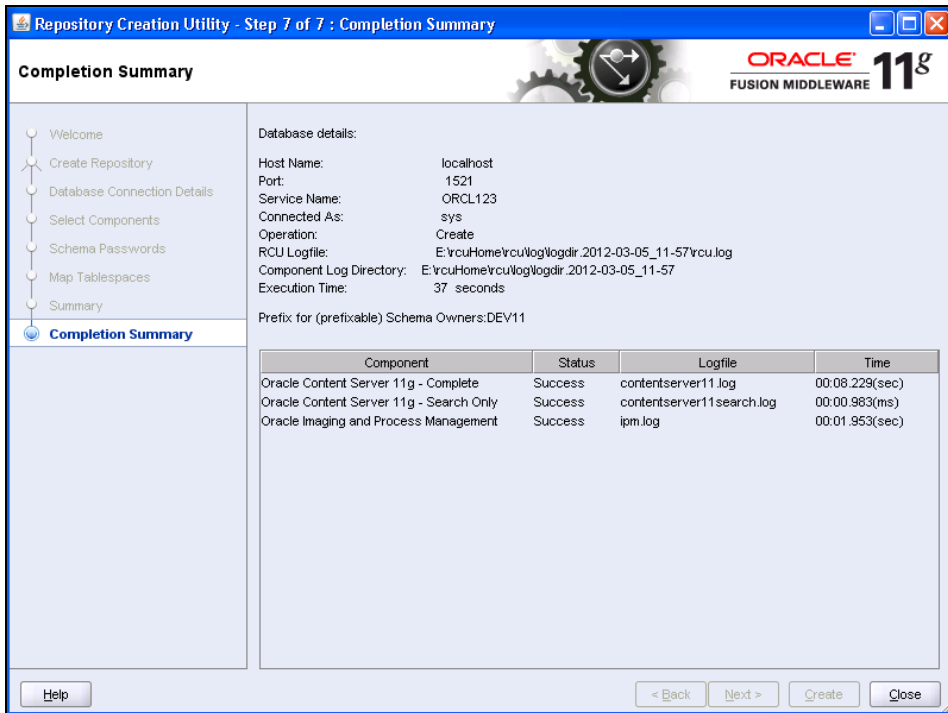 Repository Creation Utility - Step 7 of 7 : Completion Summary
Completion Summary
ORACLE
FUSION MIDDLEWARE 11g
Welcome
Create Repository
Database Connection Details
Select Components
Schema Passwords
Map Tablespaces
Summary
Completion Summary
Database details:
Host Name: localhost
Port: 1521
Service Name: ORCL123
Connected As: sys
Operation: Create
RCU Logfile: E:\rcuHome\rcu\log\logdir.2012-03-05_11-57\rcu.log
Component Log Directory: E:\rcuHome\rcu\log\logdir.2012-03-05_11-57
Execution Time: 37 seconds
Prefix for (prefixable) Schema Owners:DEV11
Component Status Logfile Time
Oracle Content Server 11g - Complete Success contentserver11.log 00:08.229(sec)
Oracle Content Server 11g - Search Only Success contentserver11search.log 00:00.983(ms)
Oracle Imaging and Process Management Success ipm.log 00:01.953(sec)
Help < Back Next > Create Close